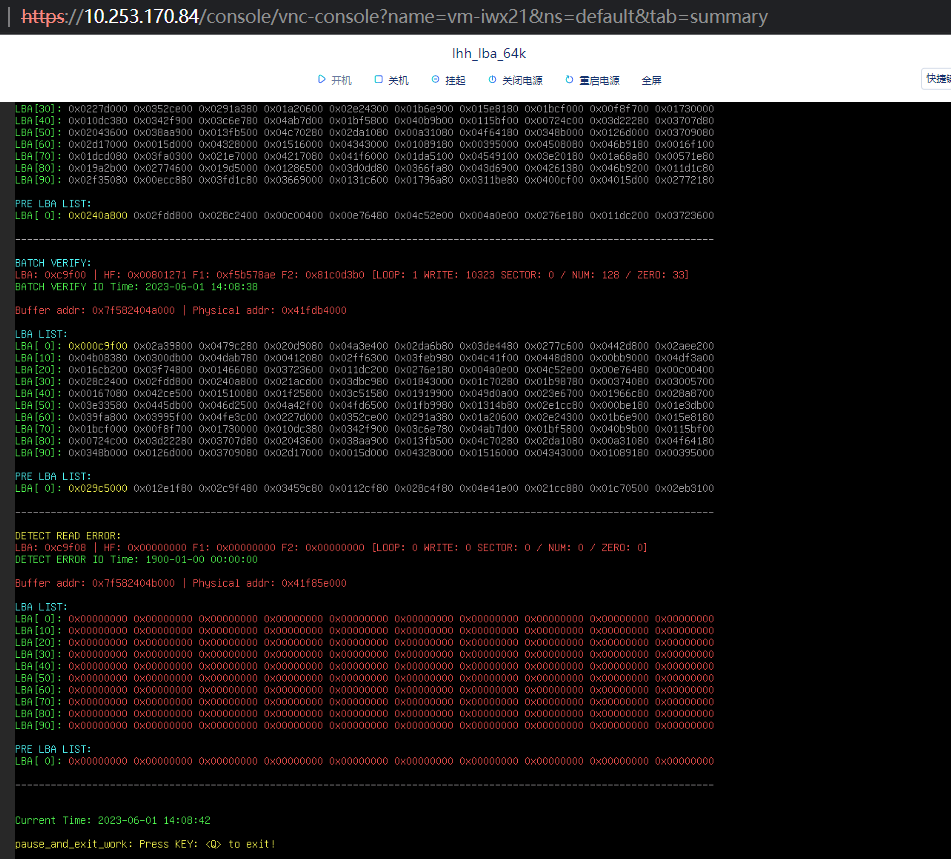 https://10.253.170.84/console/vnc-console?name=vm-iwx21&ns=default&tab=summary
lhh_lba_64k
开机 关机 挂起 关闭电源 重启电源 全屏 快捷键
LBA[30]: 0x0227d000 0x0352ce00 0x0291a380 0x01a20600 0x02e24300 0x01b6e900 0x015e8180 0x01bcf000 0x00f8f700 0x01730000
LBA[40]: 0x010dc380 0x0342f900 0x03c6e780 0x04ab7d00 0x01bf5800 0x040b9b00 0x0115bf00 0x00724c00 0x03d22280 0x03707d80
LBA[50]: 0x02043600 0x038aa900 0x013fb500 0x04c70280 0x02da1080 0x00a31080 0x04f64180 0x0348b000 0x0126d000 0x03709080
LBA[60]: 0x02d17000 0x0015d000 0x04328000 0x01516000 0x04343000 0x01089180 0x00395000 0x04508080 0x046b9180 0x0016f100
LBA[70]: 0x01dcd080 0x03fa0300 0x021e7000 0x04217080 0x041f6000 0x01da5100 0x04549100 0x03e20180 0x01a68a80 0x00571e80
LBA[80]: 0x019a2b00 0x02774600 0x019d5000 0x01286500 0x03d0dd80 0x0366fa80 0x043d6900 0x04261380 0x046b9200 0x011d1c80
LBA[90]: 0x02f35080 0x00ecc880 0x03fd1c80 0x03669000 0x0131c600 0x01796a80 0x0311be80 0x0400cf00 0x04015d00 0x02772180
PRE LBA LIST:
LBA[ 0]: 0x0240a800 0x02fdd800 0x028c2400 0x00c00400 0x00e76480 0x04c52e00 0x004a0e00 0x0276e180 0x011dc200 0x03723600
BATCH VERIFY:
LBA: 0xc9f00 | HF: 0x00801271 F1: 0xf5b578ae F2: 0x81c0d3b0 [LOOP: 1 WRITE: 10323 SECTOR: 0 / NUM: 128 / ZERO: 33]
BATCH VERIFY IO Time: 2023-06-01 14:08:38
Buffer addr: 0x7f582404a000 | Physical addr: 0x41fdb4000
LBA LIST:
LBA[ 0]: 0x000c9f00 0x02a39800 0x0479c280 0x020d9080 0x04a3e400 0x02da6b80 0x03de4480 0x0277c600 0x0442d800 0x02aee200
LBA[10]: 0x04b08380 0x0300db00 0x04dab780 0x00412080 0x02ff6300 0x03feb980 0x04c41f00 0x0448d800 0x00bb9000 0x04df3a00
LBA[20]: 0x016cb200 0x03f74800 0x01466080 0x03723600 0x011dc200 0x0276e180 0x004a0e00 0x04c52e00 0x00e76480 0x00c00400
LBA[30]: 0x028c2400 0x02fdd800 0x0240a800 0x021acd00 0x03dbc980 0x01843000 0x01c70280 0x01b98780 0x00374080 0x03005700
LBA[40]: 0x00167080 0x042ce500 0x01510080 0x01f25800 0x03c51580 0x01919900 0x049d0a00 0x023e6700 0x01966c80 0x028a8700
LBA[50]: 0x03e33580 0x0445db00 0x046d2500 0x04a42f00 0x04fd6500 0x01fb9980 0x01314b80 0x02e1cc80 0x000be180 0x01e3db00
LBA[60]: 0x039fa800 0x03995f00 0x04fe3c00 0x0227d000 0x0352ce00 0x0291a380 0x01a20600 0x02e24300 0x01b6e900 0x015e8180
LBA[70]: 0x01bcf000 0x00f8f700 0x01730000 0x010dc380 0x0342f900 0x03c6e780 0x04ab7d00 0x01bf5800 0x040b9b00 0x0115bf00
LBA[80]: 0x00724c00 0x03d22280 0x03707d80 0x02043600 0x038aa900 0x013fb500 0x04c70280 0x02da1080 0x00a31080 0x04f64180
LBA[90]: 0x0348b000 0x0126d000 0x03709080 0x02d17000 0x0015d000 0x04328000 0x01516000 0x04343000 0x01089180 0x00395000
PRE LBA LIST:
LBA[ 0]: 0x029c5000 0x012e1f80 0x02c9f480 0x03459c80 0x0112cf80 0x028c4f80 0x04e41e00 0x021cc880 0x01c70500 0x02eb3100
DETECT READ ERROR:
LBA: 0xc9f08 | HF: 0x00000000 F1: 0x00000000 F2: 0x00000000 [LOOP: 0 WRITE: 0 SECTOR: 0 / NUM: 0 / ZERO: 0]
DETECT ERROR IO Time: 1900-01-00 00:00:00
Buffer addr: 0x7f582404b000 | Physical addr: 0x41f85e000
LBA LIST:
LBA[ 0]: 0x00000000 0x00000000 0x00000000 0x00000000 0x00000000 0x00000000 0x00000000 0x00000000 0x00000000 0x00000000
LBA[10]: 0x00000000 0x00000000 0x00000000 0x00000000 0x00000000 0x00000000 0x00000000 0x00000000 0x00000000 0x00000000
LBA[20]: 0x00000000 0x00000000 0x00000000 0x00000000 0x00000000 0x00000000 0x00000000 0x00000000 0x00000000 0x00000000
LBA[30]: 0x00000000 0x00000000 0x00000000 0x00000000 0x00000000 0x00000000 0x00000000 0x00000000 0x00000000 0x00000000
LBA[40]: 0x00000000 0x00000000 0x00000000 0x00000000 0x00000000 0x00000000 0x00000000 0x00000000 0x00000000 0x00000000
LBA[50]: 0x00000000 0x00000000 0x00000000 0x00000000 0x00000000 0x00000000 0x00000000 0x00000000 0x00000000 0x00000000
LBA[60]: 0x00000000 0x00000000 0x00000000 0x00000000 0x00000000 0x00000000 0x00000000 0x00000000 0x00000000 0x00000000
LBA[70]: 0x00000000 0x00000000 0x00000000 0x00000000 0x00000000 0x00000000 0x00000000 0x00000000 0x00000000 0x00000000
LBA[80]: 0x00000000 0x00000000 0x00000000 0x00000000 0x00000000 0x00000000 0x00000000 0x00000000 0x00000000 0x00000000
LBA[90]: 0x00000000 0x00000000 0x00000000 0x00000000 0x00000000 0x00000000 0x00000000 0x00000000 0x00000000 0x00000000
PRE LBA LIST:
LBA[ 0]: 0x00000000 0x00000000 0x00000000 0x00000000 0x00000000 0x00000000 0x00000000 0x00000000 0x00000000 0x00000000
Current Time: 2023-06-01 14:08:42
pause_and_exit_work: Press KEY: <Q> to exit!